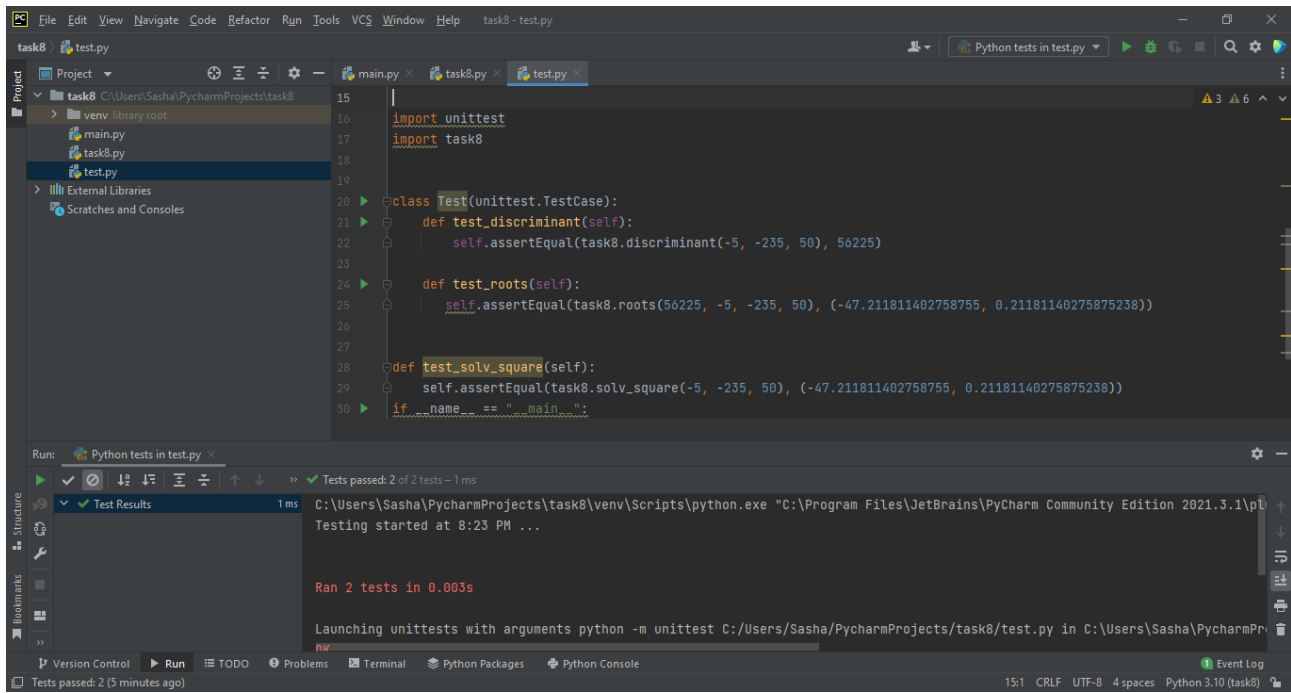 PC File Edit View Navigate Code Refactor Run Tools VCS Window Help task8 - test.py
task8 test.py Python tests in test.py
Project main.py task8.py test.py
task8 C:\Users\Sasha\PycharmProjects\task8
venv library root
main.py
task8.py
test.py
External Libraries
Scratches and Consoles
Project
3 6
15
16 import unittest
17 import task8
18
19
20 class Test(unittest.TestCase):
21 def test_discriminant(self):
22 self.assertEqual(task8.discriminant(-5, -235, 50), 56225)
23
24 def test_roots(self):
25 self.assertEqual(task8.roots(56225, -5, -235, 50), (-47.211811402758755, 0.21181140275875238))
26
27
28 def test_solv_square(self):
29 self.assertEqual(task8.solv_square(-5, -235, 50), (-47.211811402758755, 0.21181140275875238))
30 if __name__ == "__main__":
Run: Python tests in test.py
Tests passed: 2 of 2 tests – 1 ms
Test Results 1 ms
C:\Users\Sasha\PycharmProjects\task8\venv\Scripts\python.exe "C:\Program Files\JetBrains\PyCharm Community Edition 2021.3.1\pl
Testing started at 8:23 PM ...
Ran 2 tests in 0.003s
Launching unittests with arguments python -m unittest C:/Users/Sasha/PycharmProjects/task8/test.py in C:\Users\Sasha\PycharmPr
OK
Structure
Bookmarks
Version Control Run TODO Problems Terminal Python Packages Python Console 1 Event Log
Tests passed: 2 (5 minutes ago) 15:1 CRLF UTF-8 4 spaces Python 3.10 (task8)